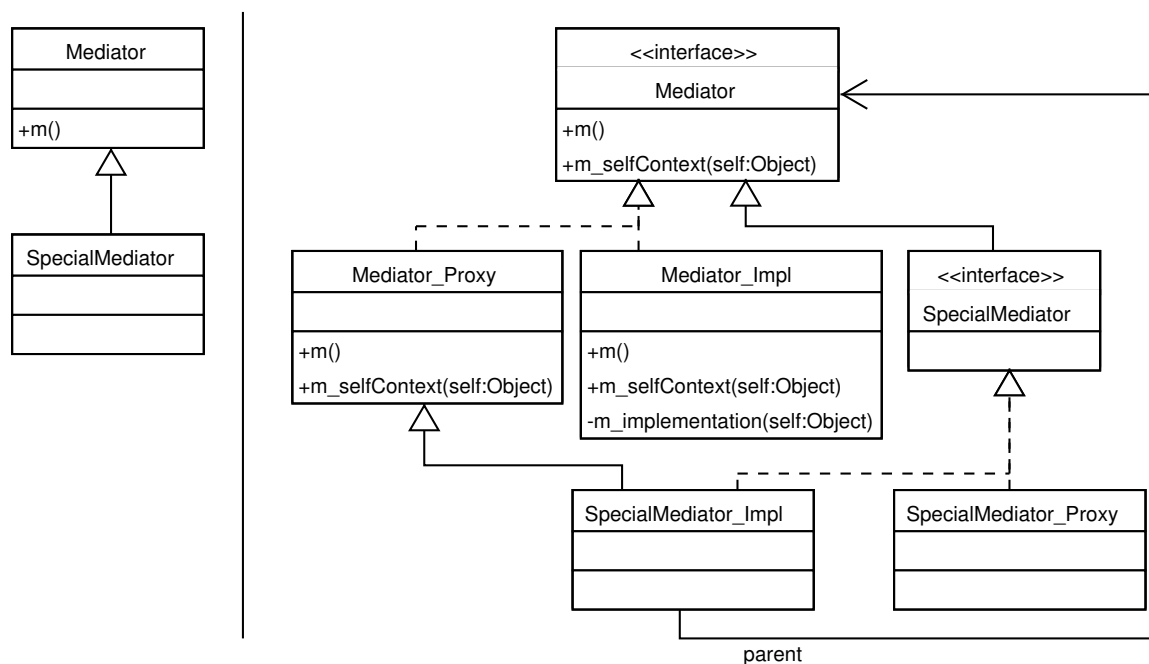 Mediator
+m()
SpecialMediator
<<interface>>
Mediator
+m()
+m_selfContext(self:Object)
Mediator_Proxy
+m()
+m_selfContext(self:Object)
Mediator_Impl
+m()
+m_selfContext(self:Object)
-m_implementation(self:Object)
<<interface>>
SpecialMediator
SpecialMediator_Impl
SpecialMediator_Proxy
parent